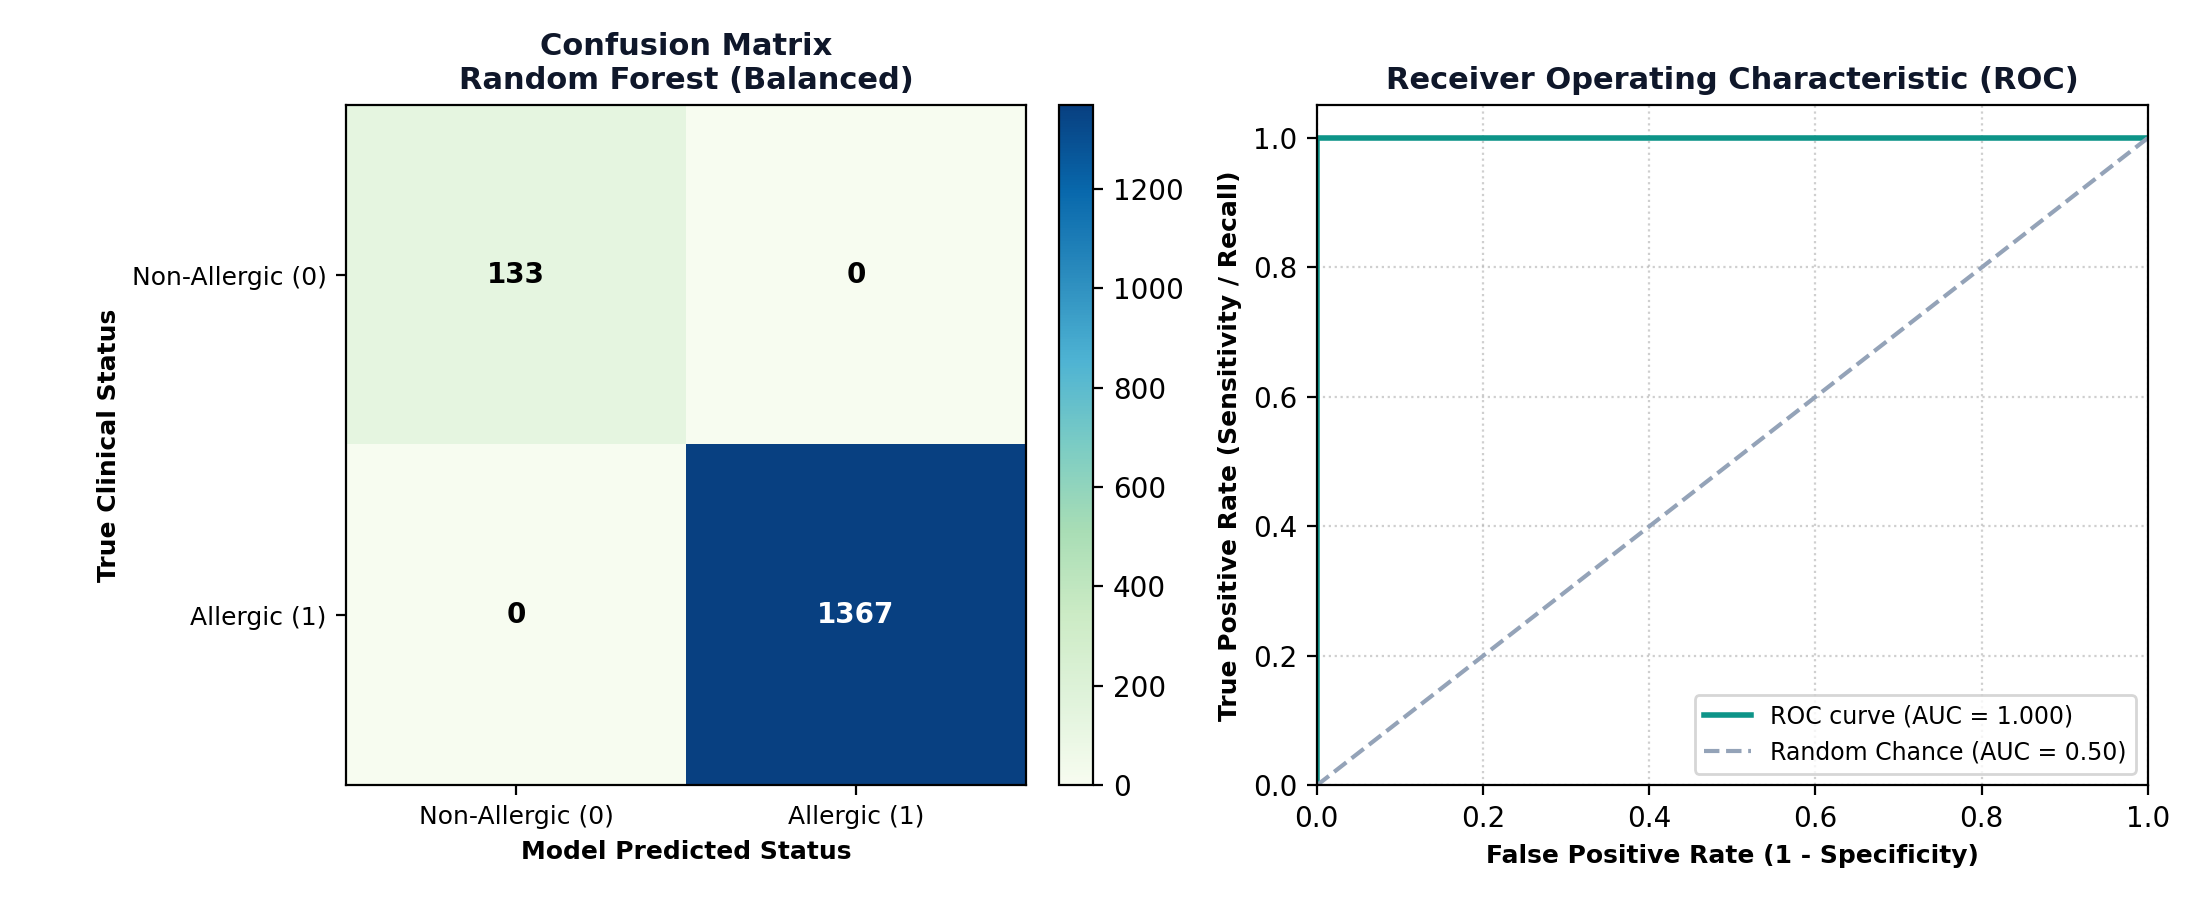 Confusion Matrix
Random Forest (Balanced)
True Clinical Status
Non-Allergic (0)
Allergic (1)
133
0
0
1367
Non-Allergic (0)
Allergic (1)
Model Predicted Status
1200
1000
800
600
400
200
0
Receiver Operating Characteristic (ROC)
True Positive Rate (Sensitivity / Recall)
1.0
0.8
0.6
0.4
0.2
0.0
ROC curve (AUC = 1.000)
Random Chance (AUC = 0.50)
0.0
0.2
0.4
0.6
0.8
1.0
False Positive Rate (1 - Specificity)